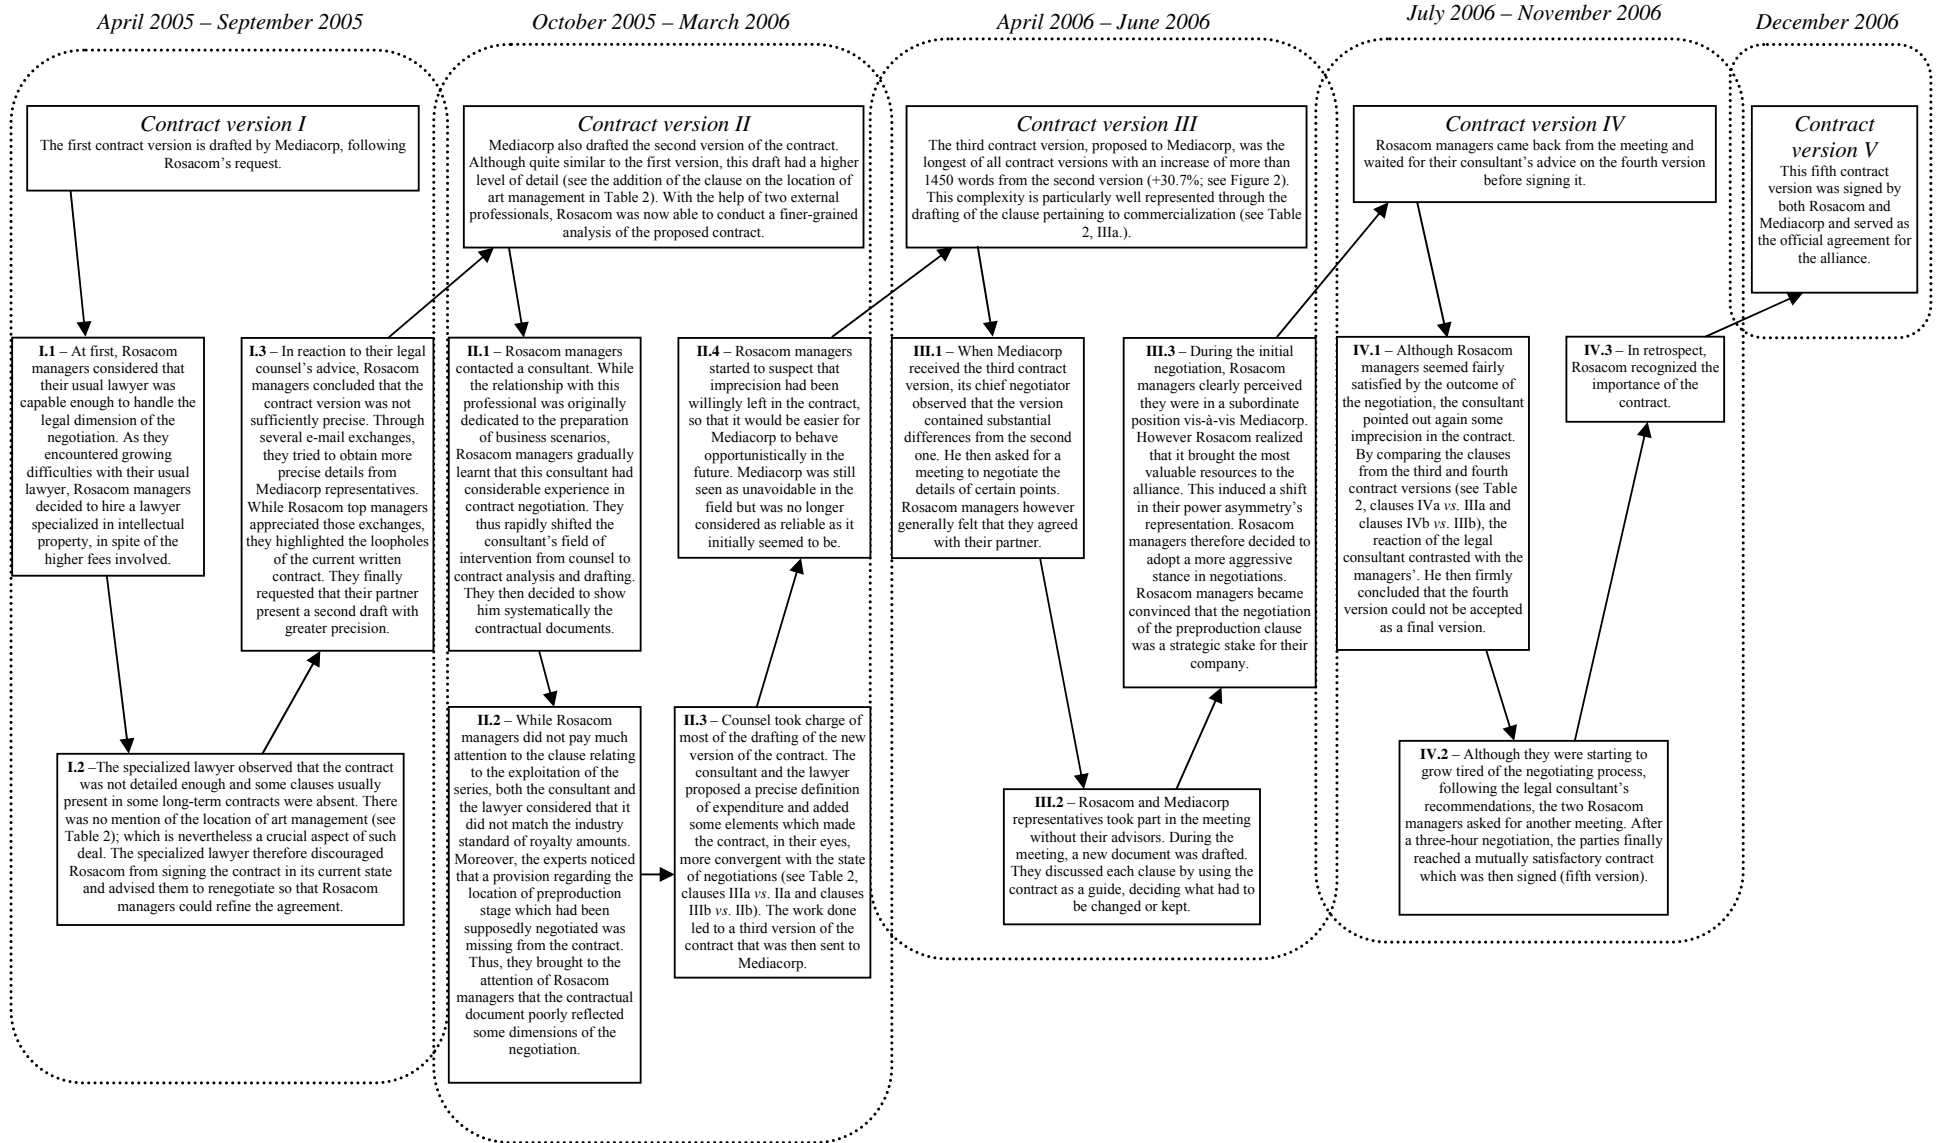 April 2005 – September 2005
Contract version I
The first contract version is drafted by Mediacorp, following
Rosacom’s request.
I.1 – At first, Rosacom
managers considered that
their usual lawyer was
capable enough to handle the
legal dimension of the
negotiation. As they
encountered growing
difficulties with their usual
lawyer, Rosacom managers
decided to hire a lawyer
specialized in intellectual
property, in spite of the
higher fees involved.
I.2 –The specialized lawyer observed that the contract
was not detailed enough and some clauses usually
present in some long-term contracts were absent. There
was no mention of the location of art management (see
Table 2); which is nevertheless a crucial aspect of such
deal. The specialized lawyer therefore discouraged
Rosacom from signing the contract in its current state
and advised them to renegotiate so that Rosacom
managers could refine the agreement.
I.3 – In reaction to their legal
counsel’s advice, Rosacom
managers concluded that the
contract version was not
sufficiently precise. Through
several e-mail exchanges,
they tried to obtain more
precise details from
Mediacorp representatives.
While Rosacom top managers
appreciated those exchanges,
they highlighted the loopholes
of the current written
contract. They finally
requested that their partner
present a second draft with
greater precision.
October 2005 – March 2006
Contract version II
Mediacorp also drafted the second version of the contract.
Although quite similar to the first version, this draft had a higher
level of detail (see the addition of the clause on the location of
art management in Table 2). With the help of two external
professionals, Rosacom was now able to conduct a finer-grained
analysis of the proposed contract.
II.1 – Rosacom managers
contacted a consultant. While
the relationship with this
professional was originally
dedicated to the preparation
of business scenarios,
Rosacom managers gradually
learnt that this consultant had
considerable experience in
contract negotiation. They
thus rapidly shifted the
consultant’s field of
intervention from counsel to
contract analysis and drafting.
They then decided to show
him systematically the
contractual documents.
II.2 – While Rosacom
managers did not pay much
attention to the clause relating
to the exploitation of the
series, both the consultant and
the lawyer considered that it
did not match the industry
standard of royalty amounts.
Moreover, the experts noticed
that a provision regarding the
location of preproduction
stage which had been
supposedly negotiated was
missing from the contract.
Thus, they brought to the
attention of Rosacom
managers that the contractual
document poorly reflected
some dimensions of the
negotiation.
II.3 – Counsel took charge of
most of the drafting of the new
version of the contract. The
consultant and the lawyer
proposed a precise definition
of expenditure and added
some elements which made
the contract, in their eyes,
more convergent with the state
of negotiations (see Table 2,
clauses IIIa vs. IIa and clauses
IIIb vs. IIb). The work done
led to a third version of the
contract that was then sent to
Mediacorp.
II.4 – Rosacom managers
started to suspect that
imprecision had been
willingly left in the contract,
so that it would be easier for
Mediacorp to behave
opportunistically in the
future. Mediacorp was still
seen as unavoidable in the
field but was no longer
considered as reliable as it
initially seemed to be.
April 2006 – June 2006
Contract version III
The third contract version, proposed to Mediacorp, was the
longest of all contract versions with an increase of more than
1450 words from the second version (+30.7%; see Figure 2).
This complexity is particularly well represented through the
drafting of the clause pertaining to commercialization (see Table
2, IIIa.).
III.1 – When Mediacorp
received the third contract
version, its chief negotiator
observed that the version
contained substantial
differences from the second
one. He then asked for a
meeting to negotiate the
details of certain points.
Rosacom managers however
generally felt that they agreed
with their partner.
III.2 – Rosacom and Mediacorp
representatives took part in the meeting
without their advisors. During the
meeting, a new document was drafted.
They discussed each clause by using the
contract as a guide, deciding what had to
be changed or kept.
III.3 – During the initial
negotiation, Rosacom
managers clearly perceived
they were in a subordinate
position vis-à-vis Mediacorp.
However Rosacom realized
that it brought the most
valuable resources to the
alliance. This induced a shift
in their power asymmetry’s
representation. Rosacom
managers therefore decided to
adopt a more aggressive
stance in negotiations.
Rosacom managers became
convinced that the negotiation
of the preproduction clause
was a strategic stake for their
company.
July 2006 – November 2006
Contract version IV
Rosacom managers came back from the meeting and
waited for their consultant’s advice on the fourth version
before signing it.
IV.1 – Although Rosacom
managers seemed fairly
satisfied by the outcome of
the negotiation, the consultant
pointed out again some
imprecision in the contract.
By comparing the clauses
from the third and fourth
contract versions (see Table
2, clauses IVa vs. IIIa and
clauses IVb vs. IIIb), the
reaction of the legal
consultant contrasted with the
managers’. He then firmly
concluded that the fourth
version could not be accepted
as a final version.
IV.2 – Although they were starting to
grow tired of the negotiating process,
following the legal consultant’s
recommendations, the two Rosacom
managers asked for another meeting. After
a three-hour negotiation, the parties finally
reached a mutually satisfactory contract
which was then signed (fifth version).
IV.3 – In retrospect,
Rosacom recognized the
importance of the
contract.
December 2006
Contract
version V
This fifth contract
version was signed by
both Rosacom and
Mediacorp and served as
the official agreement for
the alliance.